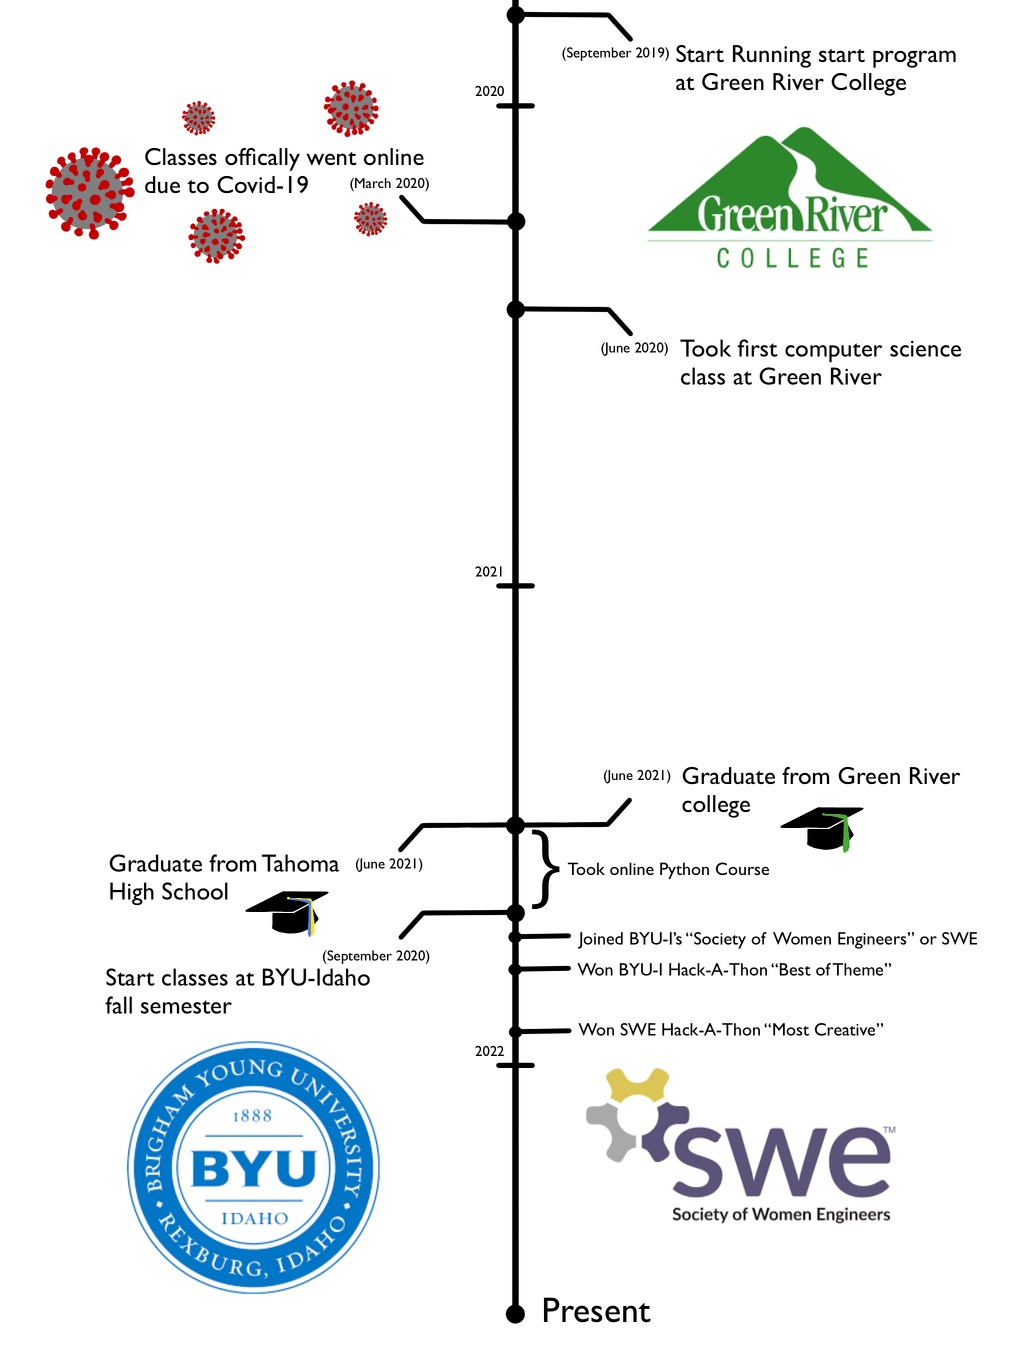 (September 2019) Start Running start program
at Green River College
2020
Classes offically went online
due to Covid-19 (March 2020)
Green River
COLLEGE
(June 2020) Took first computer science
class at Green River
2021
(June 2021) Graduate from Green River
college
Graduate from Tahoma (June 2021)
High School
Took online Python Course
(September 2020)
Start classes at BYU-Idaho
fall semester
Joined BYU-I's “Society of Women Engineers” or SWE
Won BYU-I Hack-A-Thon “Best of Theme”
Won SWE Hack-A-Thon “Most Creative”
2022
BRIGHAM YOUNG UNIVERSITY
1888
BYU
IDAHO
REXBURG, IDAHO
swe™
Society of Women Engineers
Present